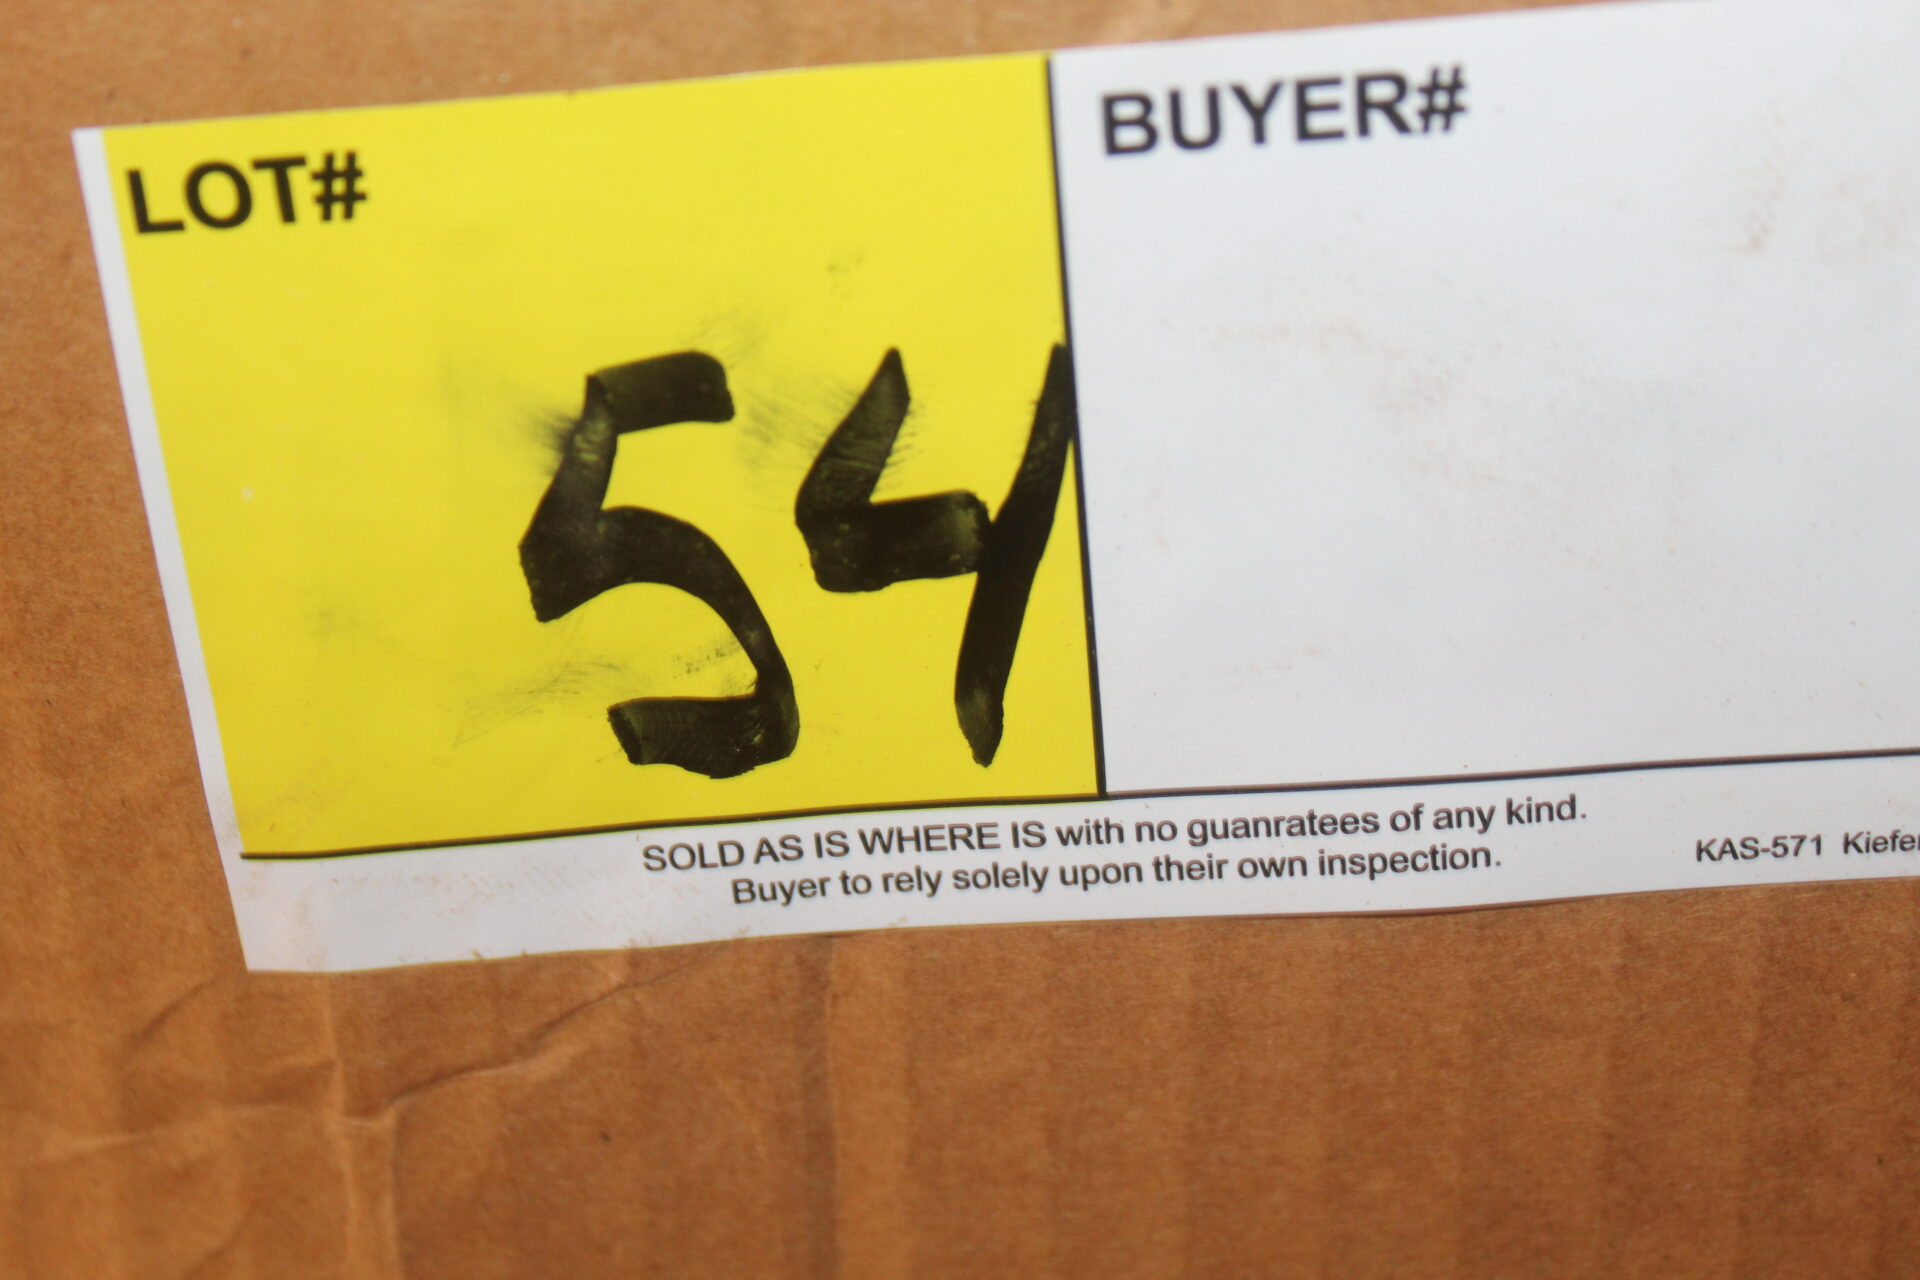 LOT#
BUYER#
54
SOLD AS IS WHERE IS with no guanratees of any kind.
Buyer to rely solely upon their own inspection.
KAS-571 Kiefer